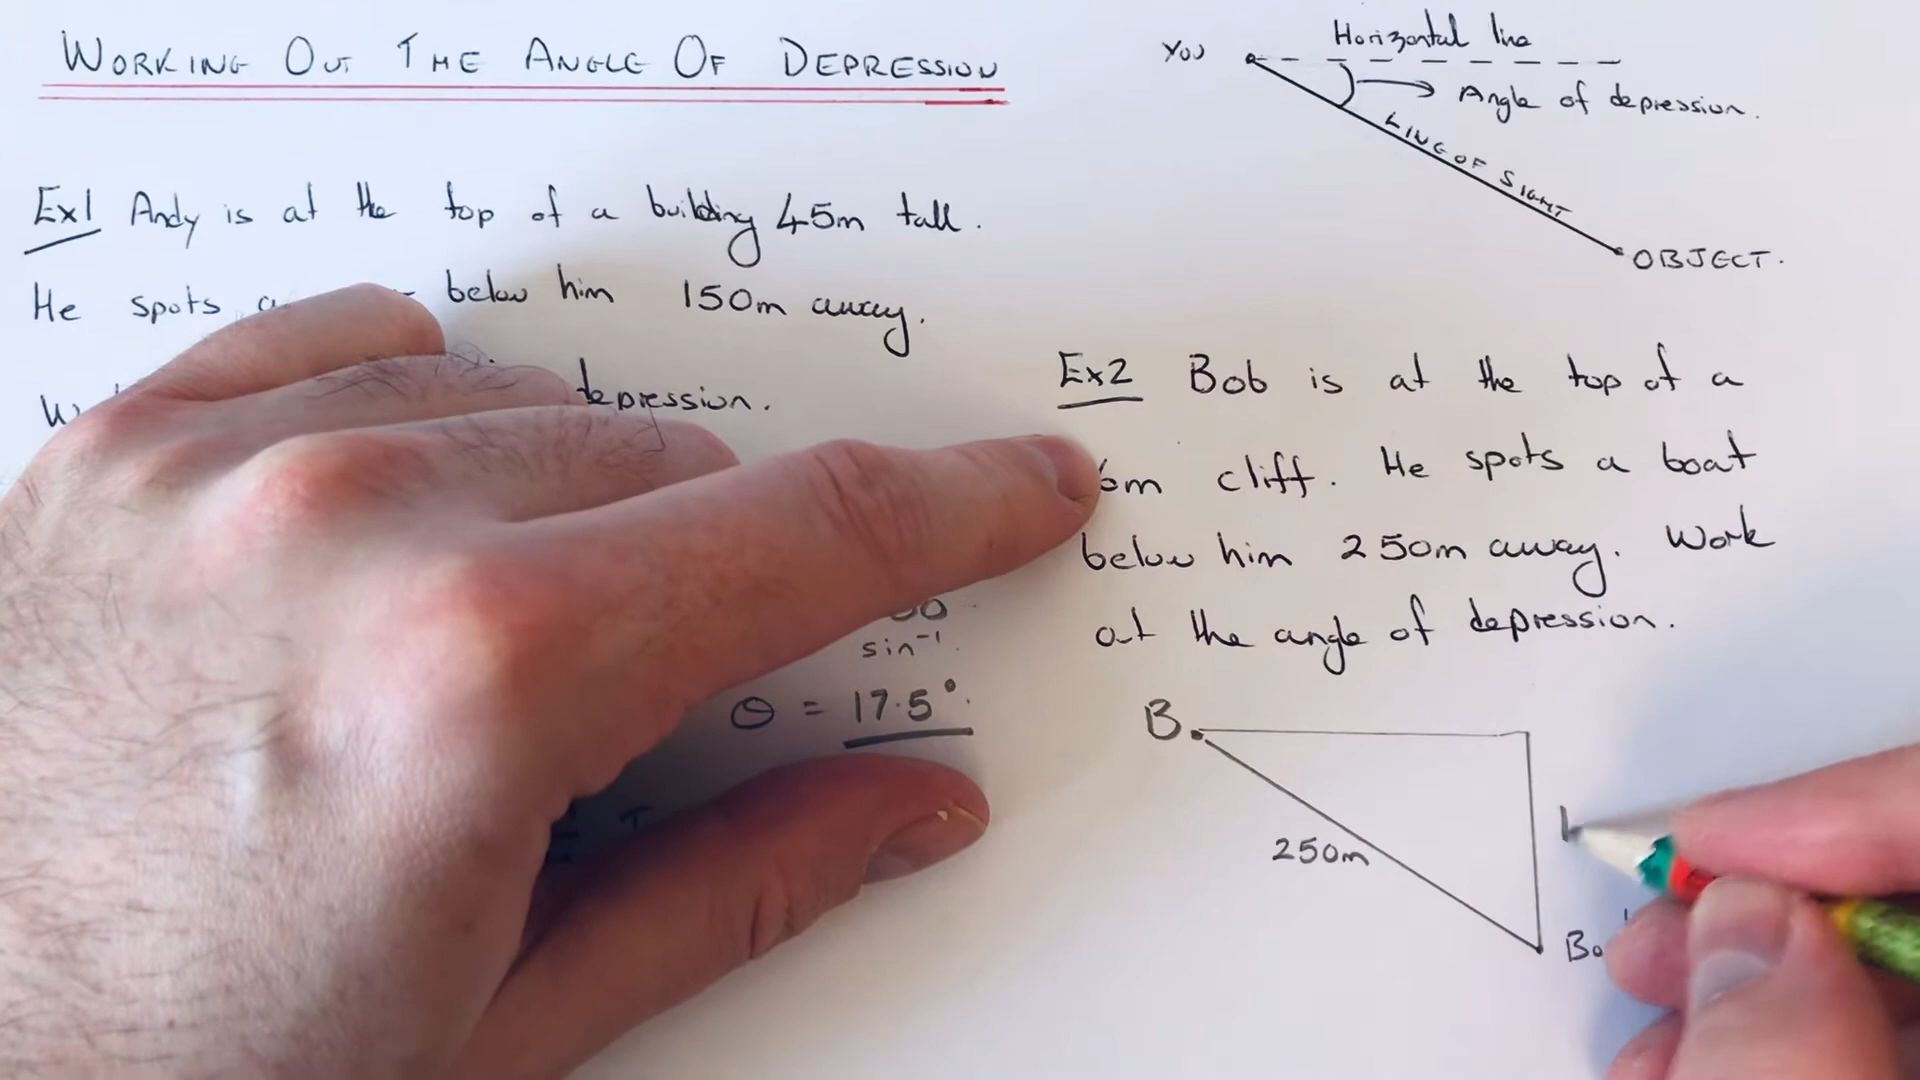 WORKING OUT THE ANGLE OF DEPRESSION
Ex1 Andy is at the top of a building 45m tall.
He spots a below him 150m away.
depression.
sin⁻¹
θ = 17.5°
YOU
Horizontal line
Angle of depression.
LINE OF SIGHT
OBJECT.
Ex2 Bob is at the top of a
6m cliff. He spots a boat
below him 250m away. Work
out the angle of depression.
B
250m
Bo